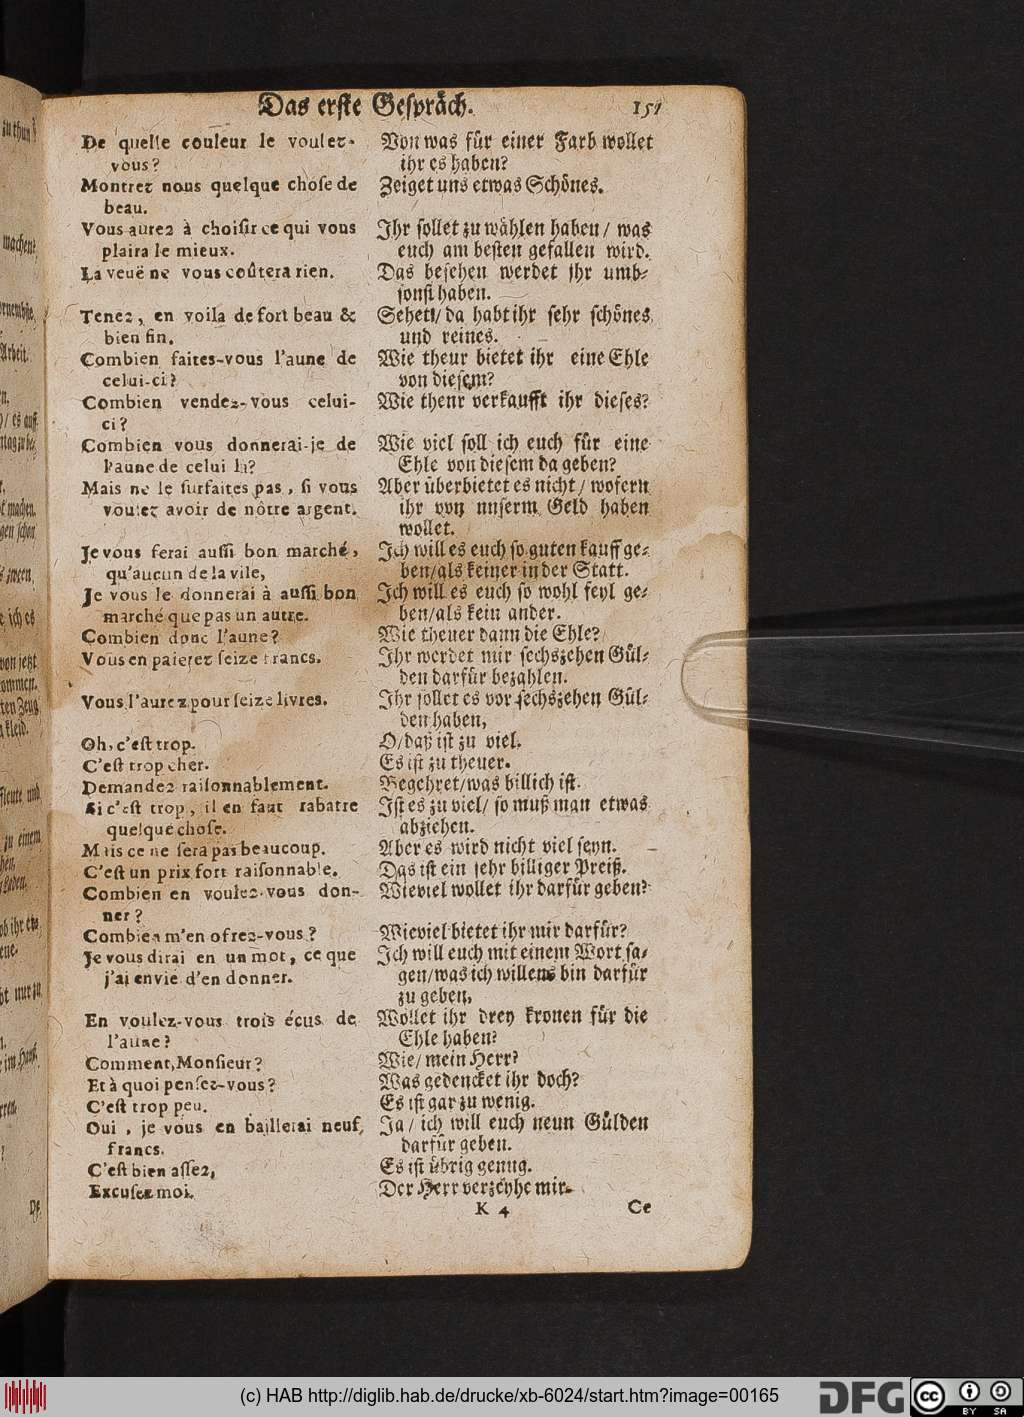 Das erste Gespräch. 151
De quelle couleur le voulez-
vous?
Montrez nous quelque chose de
beau.
Vous aurez à choisir ce qui vous
plaira le mieux.
La veuë ne vous coûtera rien.
Tenez, en voila de fort beau &
bien fin.
Combien faites-vous l'aune de
celui-ci?
Combien vendez-vous celui-
ci?
Combien vous donnerai-je de
l'aune de celui là?
Mais ne le surfaites pas, si vous
voulez avoir de nôtre argent.
Je vous ferai aussi bon marché,
qu'aucun de la vile,
Je vous le donnerai à aussi bon
marché que pas un autre.
Combien donc l'aune?
Vous en paierez seize francs.
Vous l'aurez pour seize livres.
Oh, c'est trop.
C'est trop cher.
Demandez raisonnablement.
Si c'est trop, il en faut rabatre
quelque chose.
Mais ce ne sera pas beaucoup.
C'est un prix fort raisonnable.
Combien en voulez-vous don-
ner?
Combien m'en ofrez-vous?
Je vous dirai en un mot, ce que
j'ai envie d'en donner.
En voulez-vous trois écus de
l'aune?
Comment, Monsieur?
Et à quoi pensez-vous?
C'est trop peu.
Oui, je vous en baillerai neuf
francs.
C'est bien assez,
Excusez moi.
Von was für einer Farb wollet
ihr es haben?
Zeiget uns etwas Schönes.
Ihr sollet zu wählen haben / was
euch am besten gefallen wird.
Das besehen werdet ihr umb-
sonst haben.
Sehet / da habt ihr sehr schönes
und reines.
Wie theur bietet ihr eine Ehle
von diesem?
Wie theur verkaufft ihr dieses?
Wie viel soll ich euch für eine
Ehle von diesem da geben?
Aber überbietet es nicht / wofern
ihr von unserm Geld haben
wollet.
Ich will es euch so guten kauff ge-
ben / als keiner in der Statt.
Ich will es euch so wohl feyl ge-
ben / als kein ander.
Wie theuer dann die Ehle?
Ihr werdet mir sechszehen Gül-
den darfür bezahlen.
Ihr sollet es vor sechszehen Gül-
den haben,
O / daß ist zu viel.
Es ist zu theuer.
Begehret / was billich ist.
Ist es zu viel / so muß man etwas
abziehen.
Aber es wird nicht viel seyn.
Das ist ein sehr billiger Preiß.
Wieviel wollet ihr darfür geben?
Wieviel bietet ihr mir darfür?
Ich will euch mit einem Wort sa-
gen / was ich willens bin darfür
zu geben.
Wollet ihr drey kronen für die
Ehle haben?
Wie / mein Herr?
Was gedencket ihr doch?
Es ist gar zu wenig.
Ja / ich will euch neun Gülden
darfür geben.
Es ist übrig genug.
Der Herr verzeyhe mir.
K 4 Ce
(c) HAB http://diglib.hab.de/drucke/xb-6024/start.htm?image=00165
DFG
cc BY SA